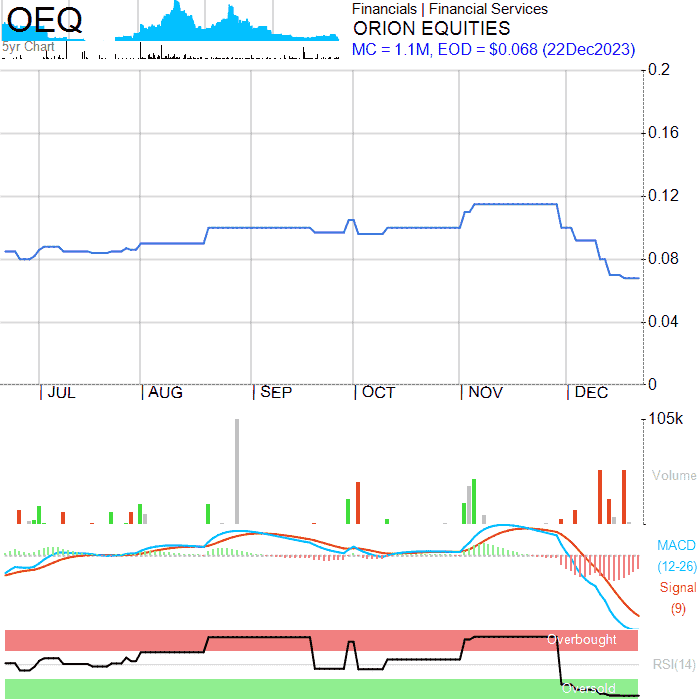 OEQ
5yr Chart
Financials | Financial Services
ORION EQUITIES
MC = 1.1M, EOD = $0.068 (22Dec2023)
0.2
0.16
0.12
0.08
0.04
0
JUL AUG SEP OCT NOV DEC
105k
Volume
MACD
(12-26)
Signal
(9)
Overbought
RSI(14)
Oversold